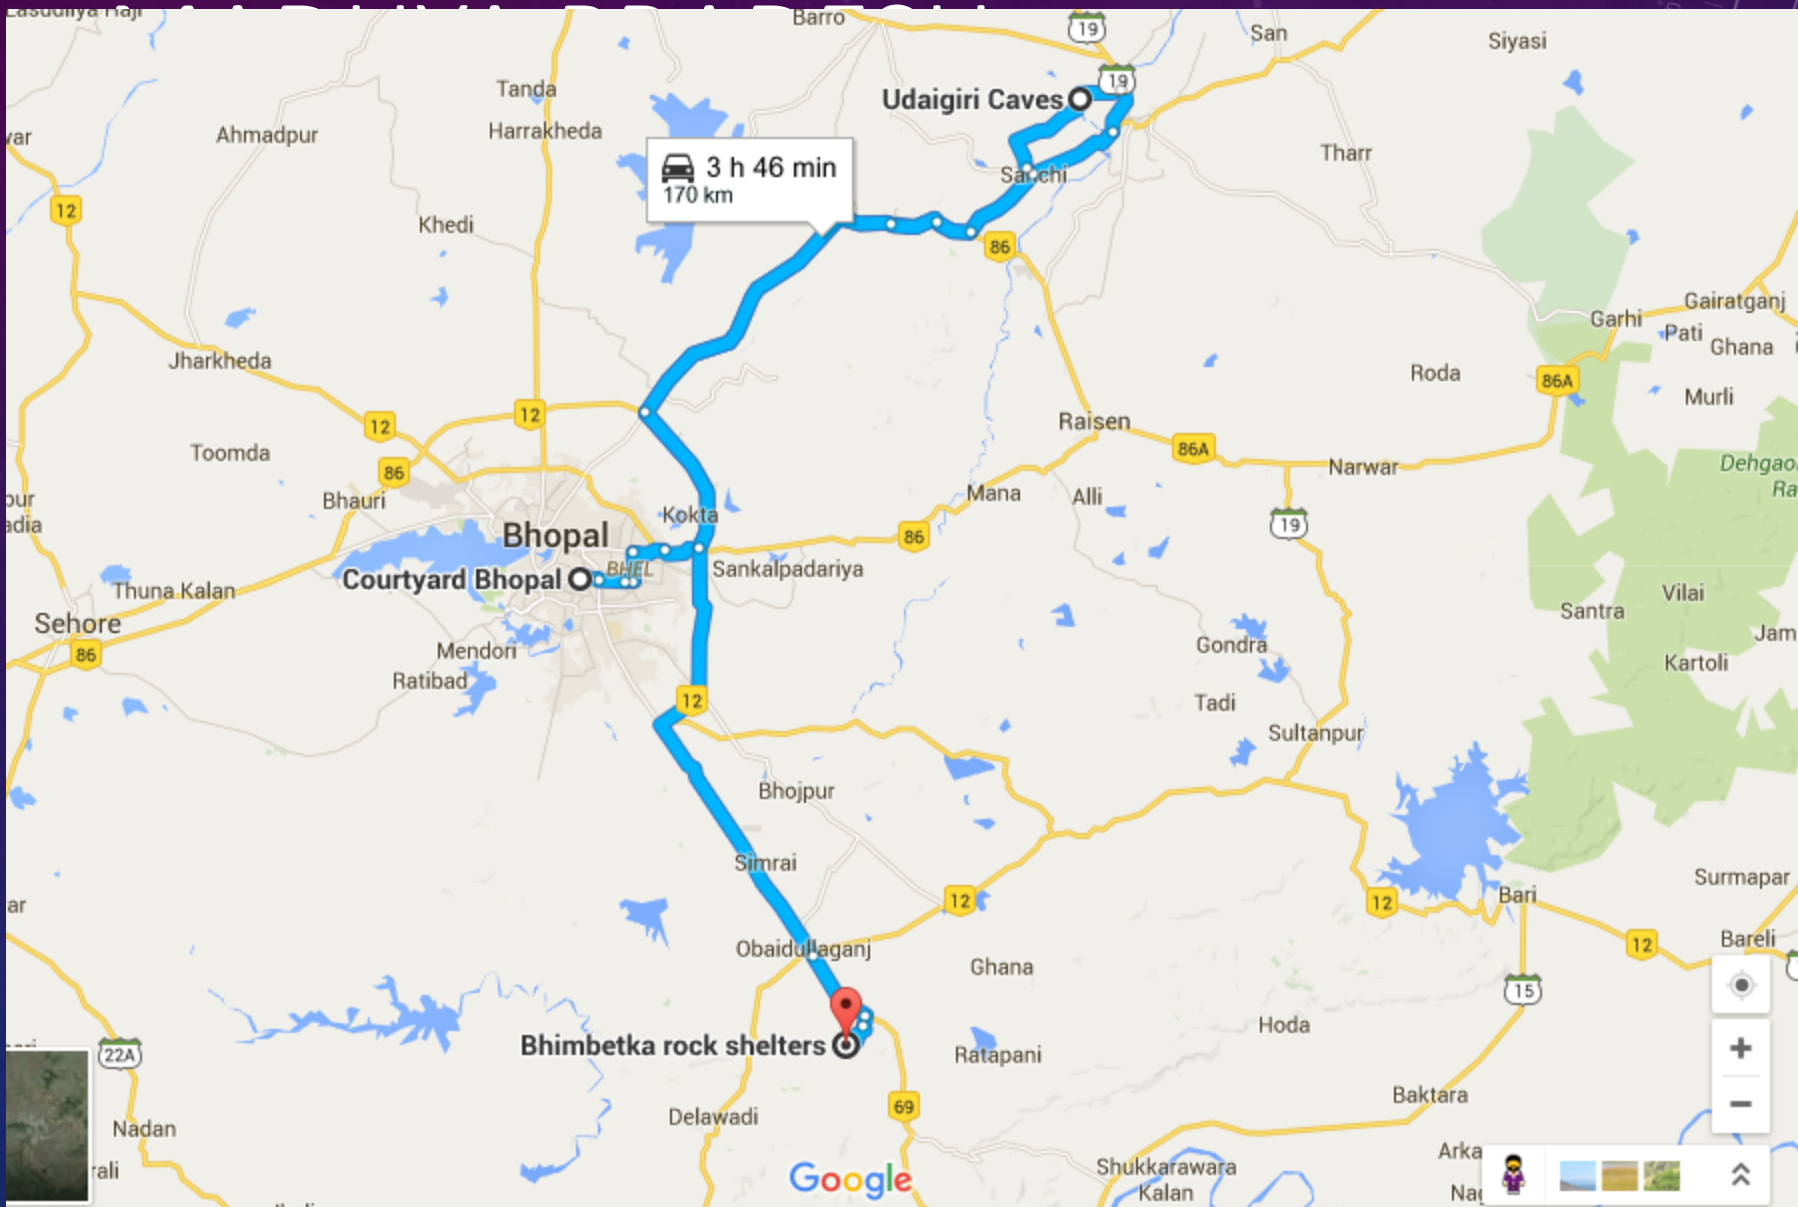 Barro
19
San
Siyasi
Tanda
Udaigiri Caves
19
Ahmadpur
Harrakheda
Tharr
3 h 46 min
170 km
Sanchi
12
Khedi
86
Gairatganj
Garhi
Pati
Ghana
Jharkheda
Roda
86A
Murli
12
12
Raisen
Toomda
86
86A
Narwar
Bhauri
Mana
Alli
Kokta
19
Bhopal
86
BHEL
Sankalpadariya
Courtyard Bhopal
Thuna Kalan
Vilai
Santra
Sehore
Gondra
Mendori
86
Kartoli
Ratibad
12
Tadi
Sultanpur
Bhojpur
Simrai
Surmapar
Bari
12
12
Bareli
12
Obaidullaganj
Ghana
15
Hoda
Bhimbetka rock shelters
Ratapani
22A
Baktara
69
Delawadi
Nadan
Google
Shukkarawara
Kalan